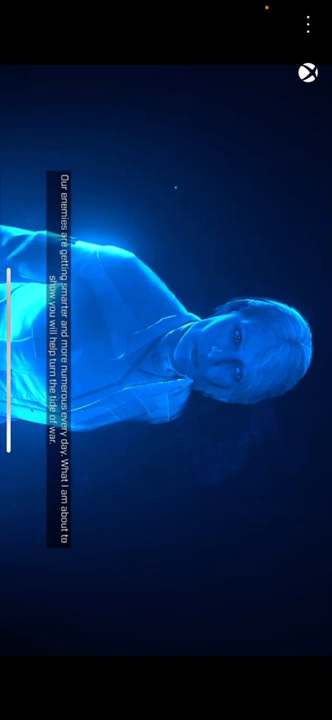 Our enemies are getting smarter and more numerous every day. What I am about to
show you will help turn the tide of war.